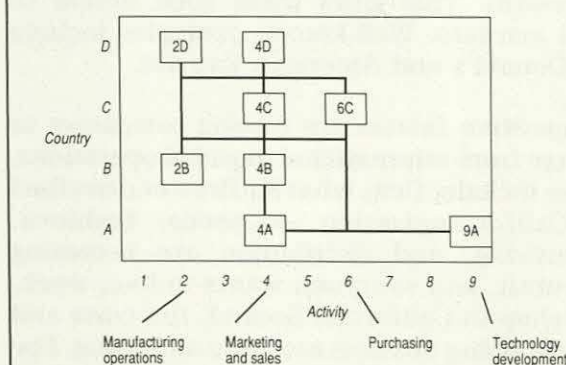 D 2D 4D
C 4C 6C
Country
B 2B 4B
A 4A 9A
1 2 3 4 5 6 7 8 9
Activity
Manufacturing operations
Marketing and sales
Purchasing
Technology development